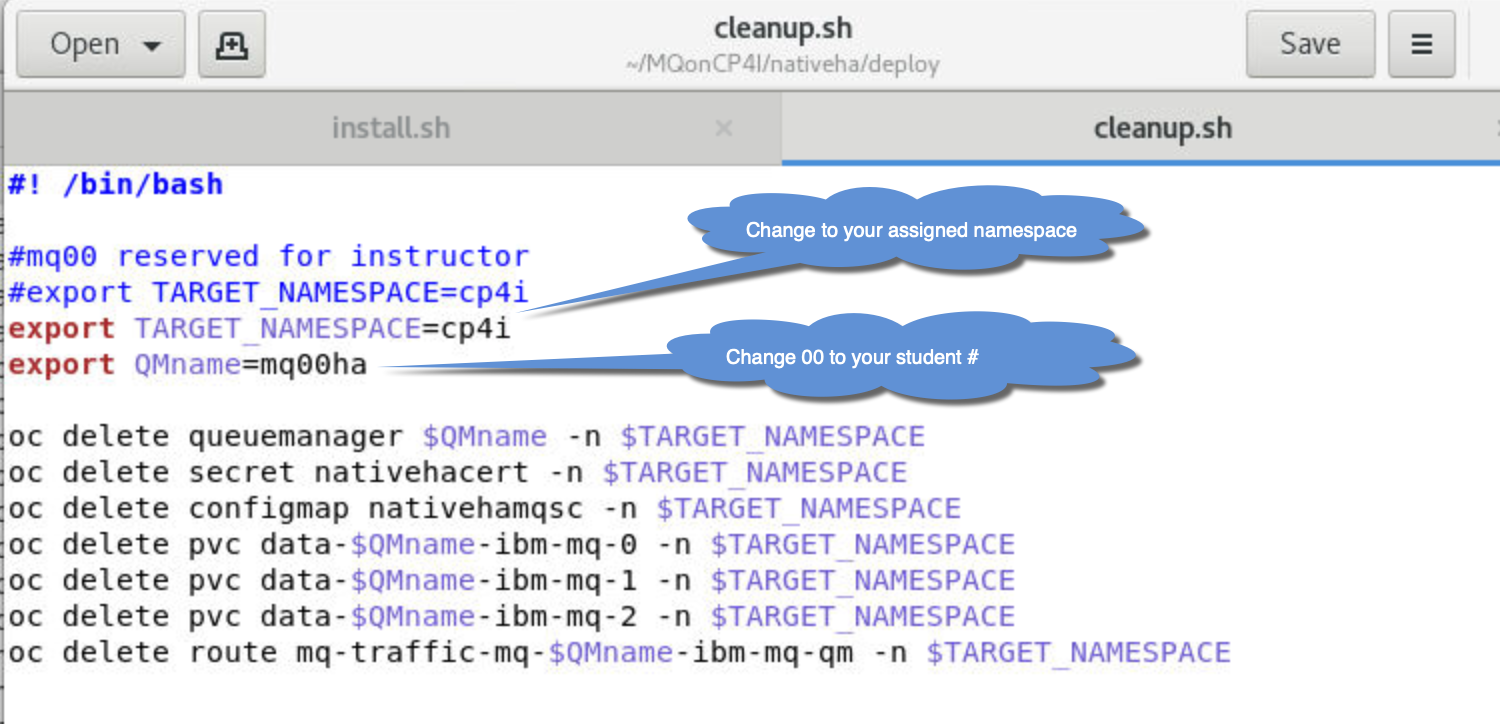 Open
cleanup.sh
~/MQonCP4I/nativeha/deploy
Save
install.sh
cleanup.sh
#! /bin/bash
#mq00 reserved for instructor
#export TARGET_NAMESPACE=cp4i
export TARGET_NAMESPACE=cp4i
export QMname=mq00ha
Change to your assigned namespace
Change 00 to your student #
oc delete queuemanager $QMname -n $TARGET_NAMESPACE
oc delete secret nativehacert -n $TARGET_NAMESPACE
oc delete configmap nativehamqsc -n $TARGET_NAMESPACE
oc delete pvc data-$QMname-ibm-mq-0 -n $TARGET_NAMESPACE
oc delete pvc data-$QMname-ibm-mq-1 -n $TARGET_NAMESPACE
oc delete pvc data-$QMname-ibm-mq-2 -n $TARGET_NAMESPACE
oc delete route mq-traffic-mq-$QMname-ibm-mq-qm -n $TARGET_NAMESPACE